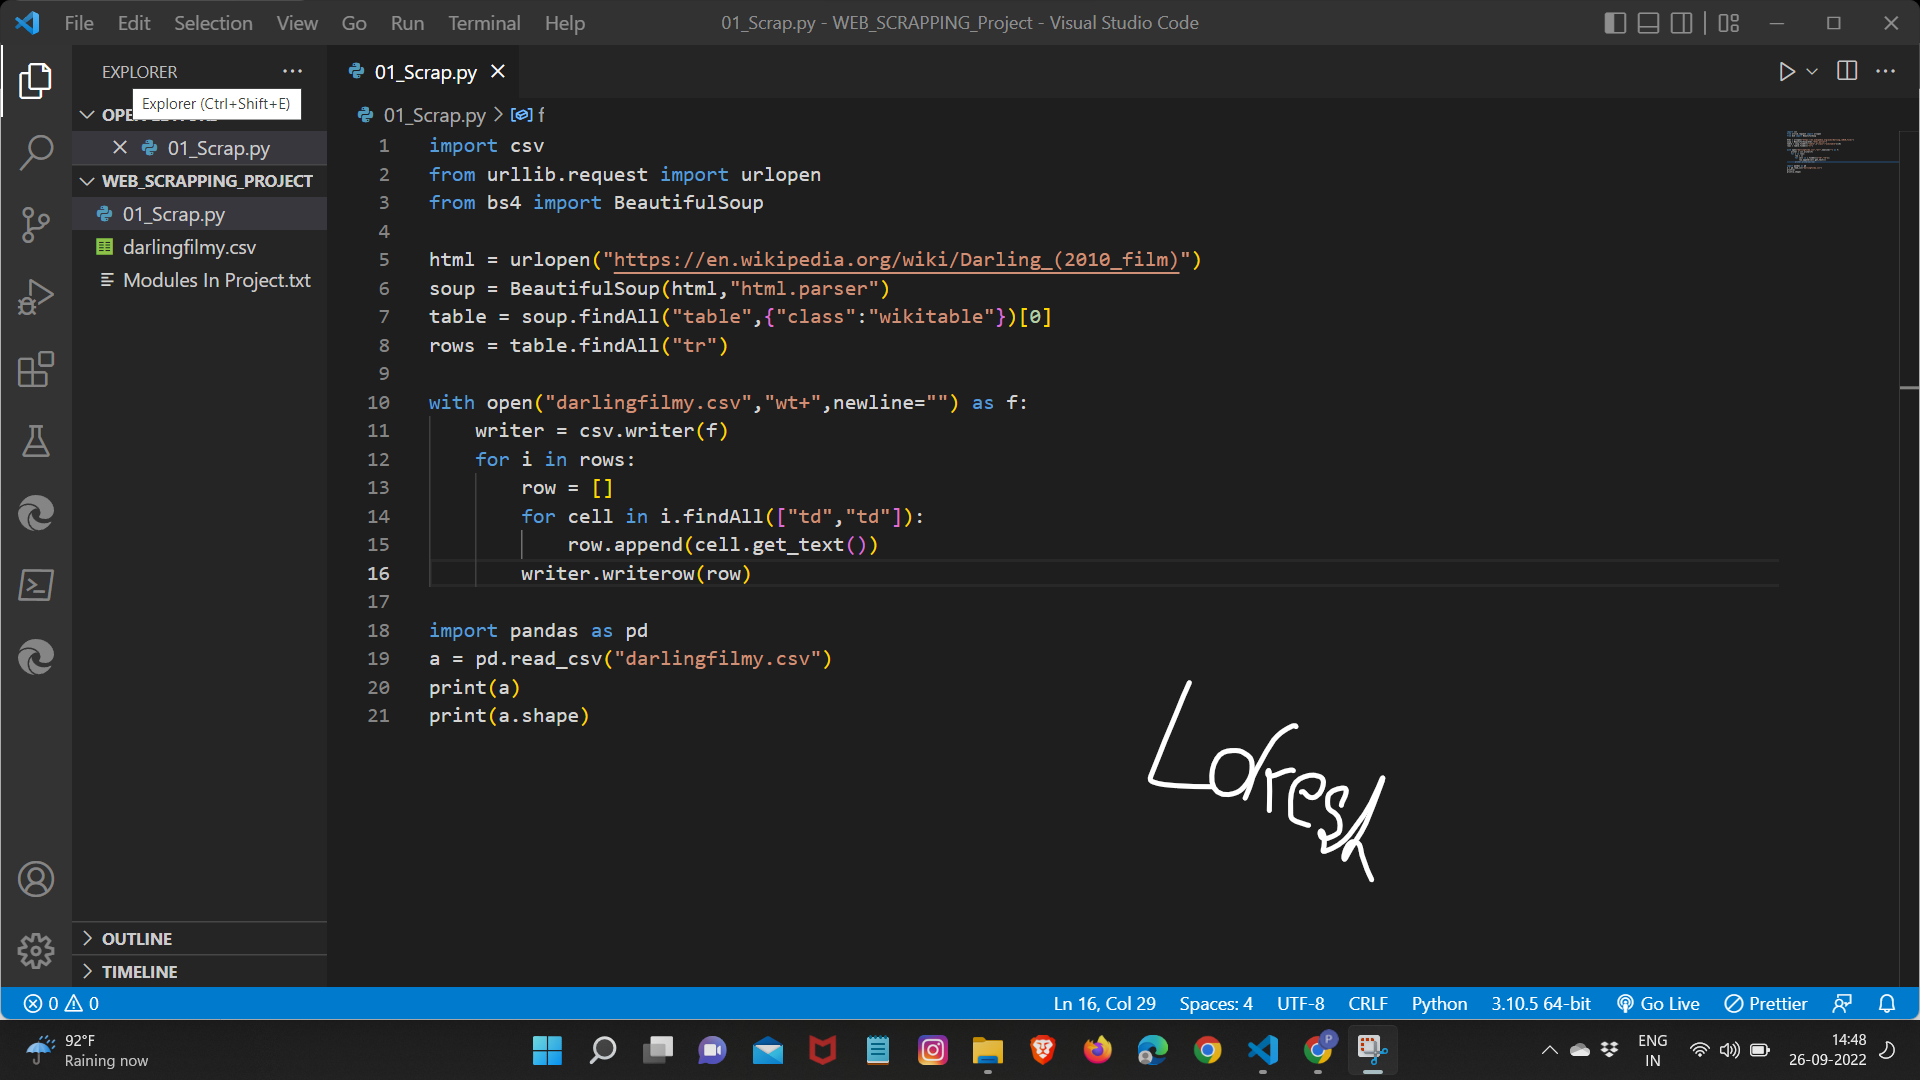 File Edit Selection View Go Run Terminal Help 01_Scrap.py - WEB_SCRAPPING_Project - Visual Studio Code
EXPLORER
Explorer (Ctrl+Shift+E)
01_Scrap.py
WEB_SCRAPPING_PROJECT
01_Scrap.py
darlingfilmy.csv
Modules In Project.txt
OUTLINE
TIMELINE
01_Scrap.py
01_Scrap.py > f
1 import csv
2 from urllib.request import urlopen
3 from bs4 import BeautifulSoup
4
5 html = urlopen("https://en.wikipedia.org/wiki/Darling_(2010_film)")
6 soup = BeautifulSoup(html,"html.parser")
7 table = soup.findAll("table",{"class":"wikitable"})[0]
8 rows = table.findAll("tr")
9
10 with open("darlingfilmy.csv","wt+",newline="") as f:
11     writer = csv.writer(f)
12     for i in rows:
13         row = []
14         for cell in i.findAll(["td","td"]):
15             row.append(cell.get_text())
16         writer.writerow(row)
17
18 import pandas as pd
19 a = pd.read_csv("darlingfilmy.csv")
20 print(a)
21 print(a.shape)
0 0 Ln 16, Col 29 Spaces: 4 UTF-8 CRLF Python 3.10.5 64-bit Go Live Prettier
92°F
Raining now
P
ENG
IN
14:48
26-09-2022